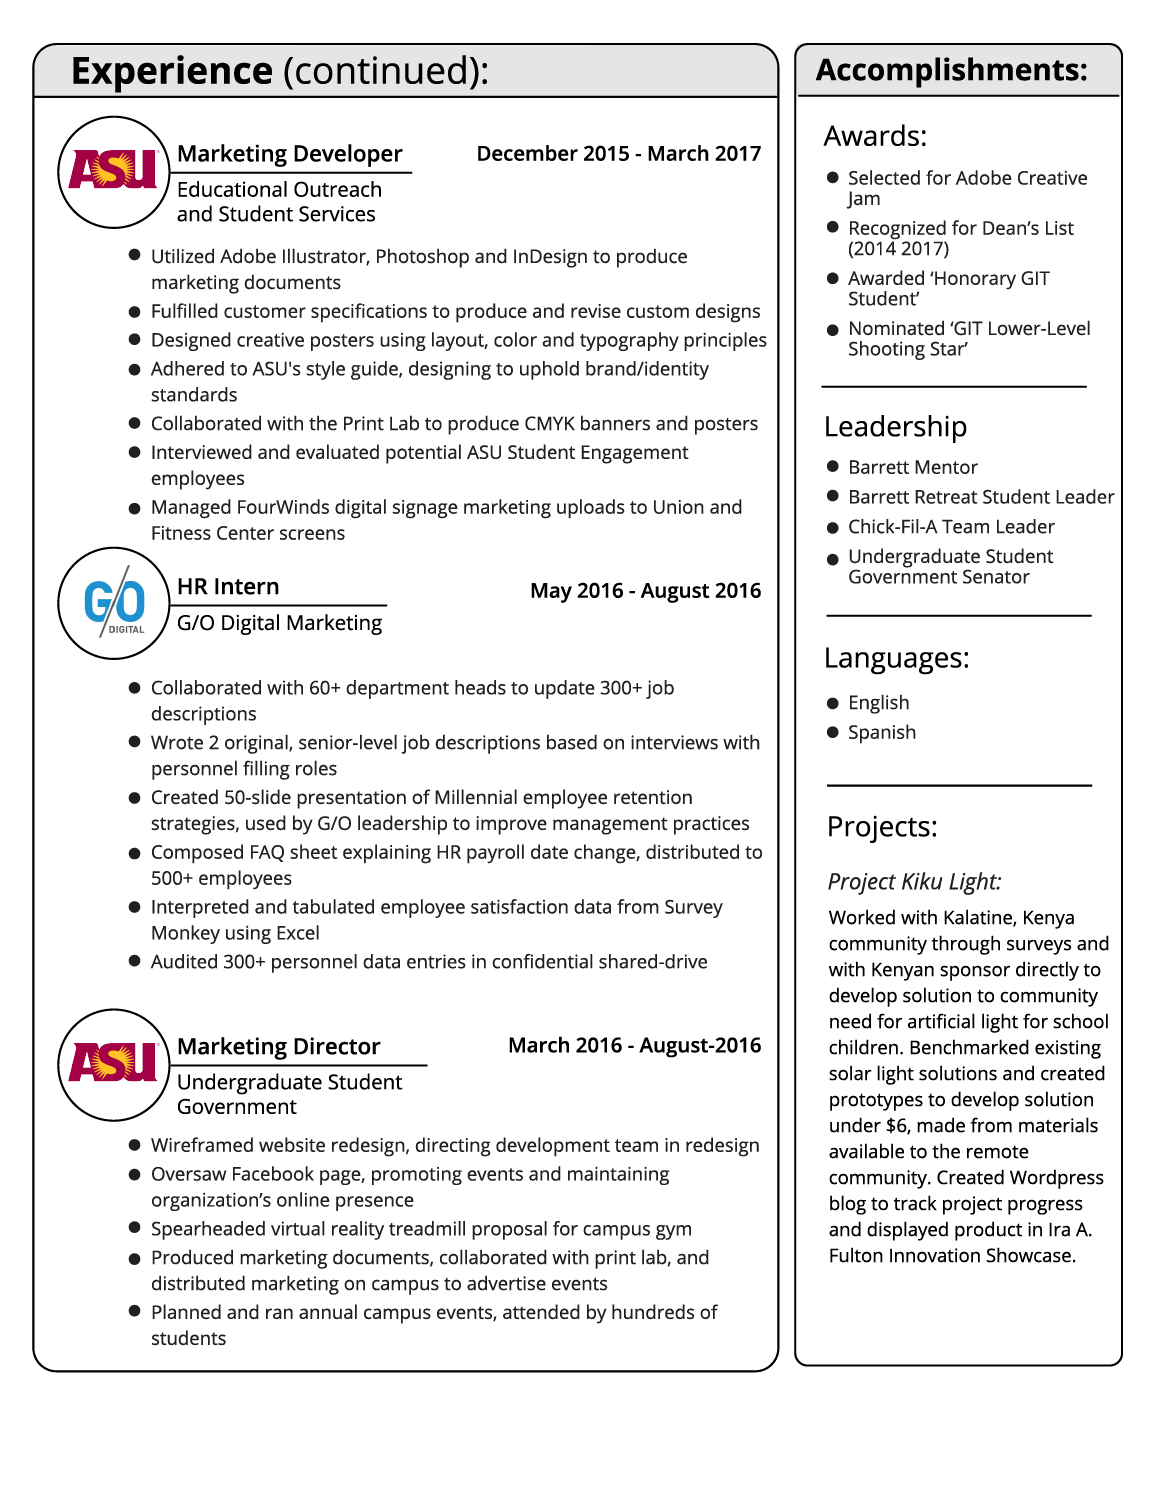 Experience (continued):
ASU
Marketing Developer
December 2015 - March 2017
Educational Outreach
and Student Services
● Utilized Adobe Illustrator, Photoshop and InDesign to produce
marketing documents
● Fulfilled customer specifications to produce and revise custom designs
● Designed creative posters using layout, color and typography principles
● Adhered to ASU's style guide, designing to uphold brand/identity
standards
● Collaborated with the Print Lab to produce CMYK banners and posters
● Interviewed and evaluated potential ASU Student Engagement
employees
● Managed FourWinds digital signage marketing uploads to Union and
Fitness Center screens
G/O
DIGITAL
HR Intern
May 2016 - August 2016
G/O Digital Marketing
● Collaborated with 60+ department heads to update 300+ job
descriptions
● Wrote 2 original, senior-level job descriptions based on interviews with
personnel filling roles
● Created 50-slide presentation of Millennial employee retention
strategies, used by G/O leadership to improve management practices
● Composed FAQ sheet explaining HR payroll date change, distributed to
500+ employees
● Interpreted and tabulated employee satisfaction data from Survey
Monkey using Excel
● Audited 300+ personnel data entries in confidential shared-drive
ASU
Marketing Director
March 2016 - August-2016
Undergraduate Student
Government
● Wireframed website redesign, directing development team in redesign
● Oversaw Facebook page, promoting events and maintaining
organization’s online presence
● Spearheaded virtual reality treadmill proposal for campus gym
● Produced marketing documents, collaborated with print lab, and
distributed marketing on campus to advertise events
● Planned and ran annual campus events, attended by hundreds of
students
Accomplishments:
Awards:
● Selected for Adobe Creative
Jam
● Recognized for Dean’s List
(2014 2017)
● Awarded ‘Honorary GIT
Student’
● Nominated ‘GIT Lower-Level
Shooting Star’
Leadership
● Barrett Mentor
● Barrett Retreat Student Leader
● Chick-Fil-A Team Leader
● Undergraduate Student
Government Senator
Languages:
● English
● Spanish
Projects:
Project Kiku Light:
Worked with Kalatine, Kenya
community through surveys and
with Kenyan sponsor directly to
develop solution to community
need for artificial light for school
children. Benchmarked existing
solar light solutions and created
prototypes to develop solution
under $6, made from materials
available to the remote
community. Created Wordpress
blog to track project progress
and displayed product in Ira A.
Fulton Innovation Showcase.